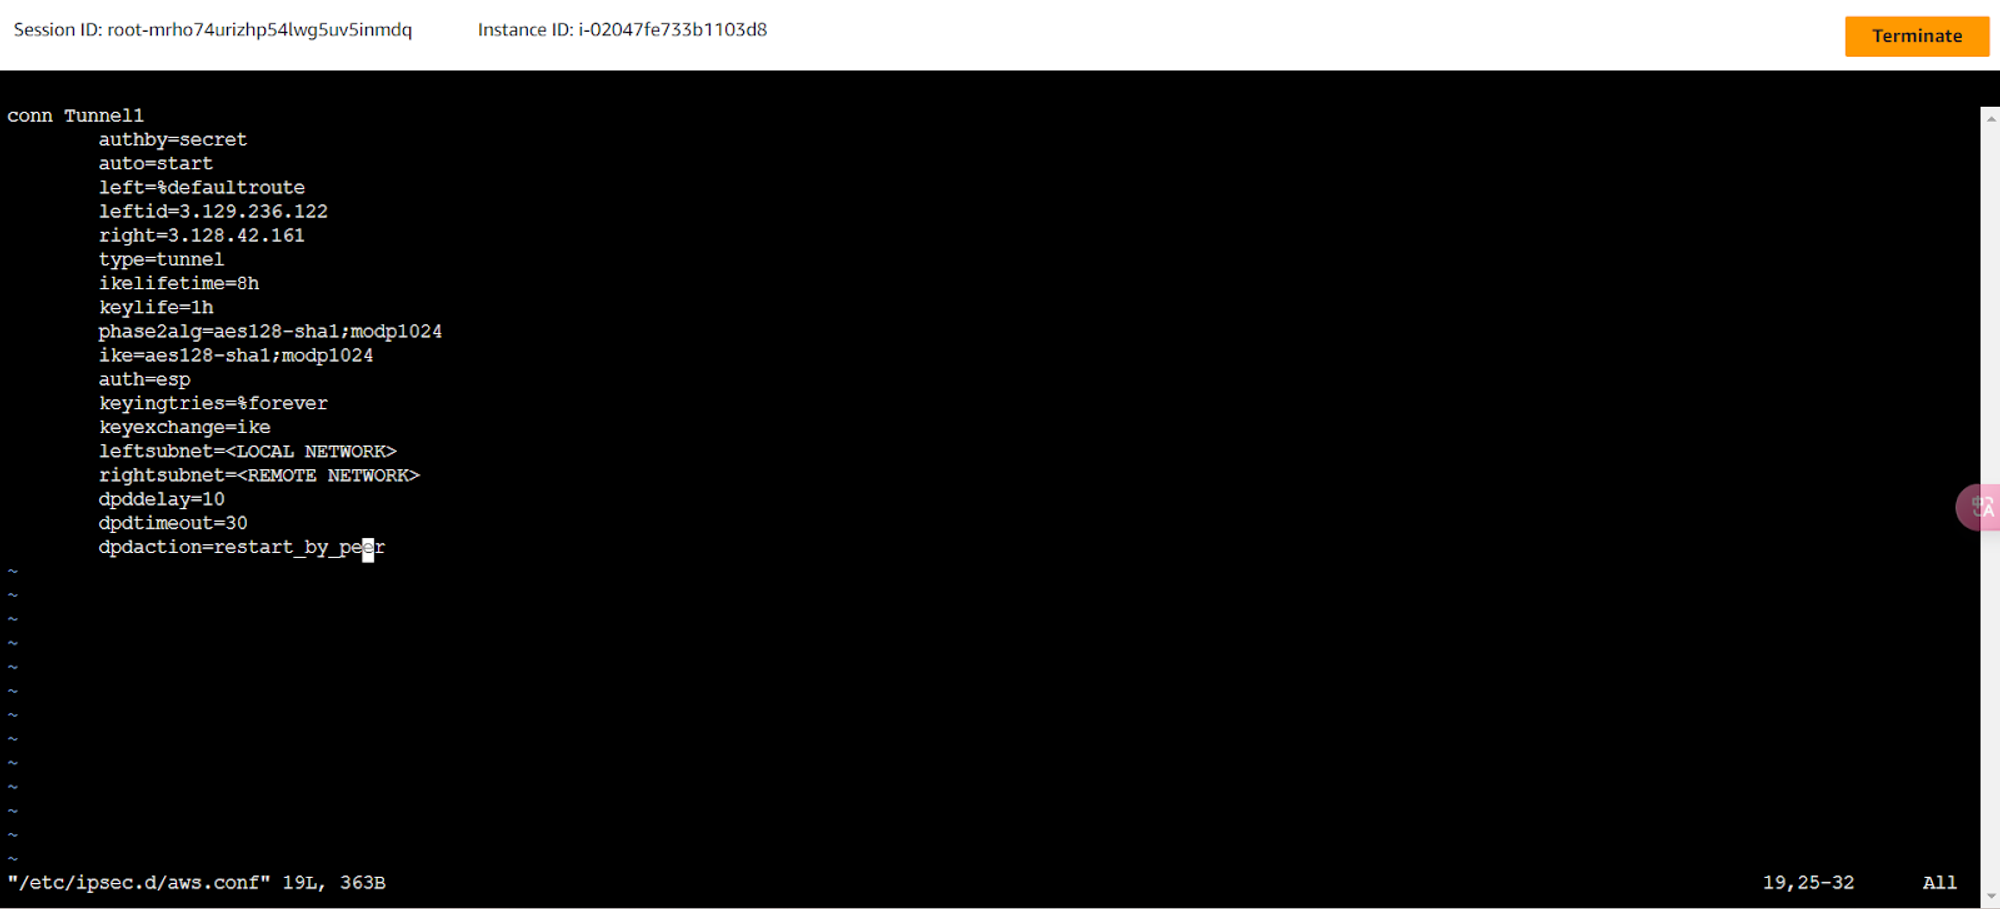 Session ID: root-mrho74urizhp54lwg5uv5inmdq Instance ID: i-02047fe733b1103d8
Terminate
conn Tunnel1
authby=secret
auto=start
left=%defaultroute
leftid=3.129.236.122
right=3.128.42.161
type=tunnel
ikelifetime=8h
keylife=1h
phase2alg=aes128-sha1;modp1024
ike=aes128-sha1;modp1024
auth=esp
keyingtries=%forever
keyexchange=ike
leftsubnet=<LOCAL NETWORK>
rightsubnet=<REMOTE NETWORK>
dpddelay=10
dpdtimeout=30
dpdaction=restart_by_peer
~
~
~
~
~
~
~
~
~
~
~
~
~
"/etc/ipsec.d/aws.conf" 19L, 363B 19,25-32 All